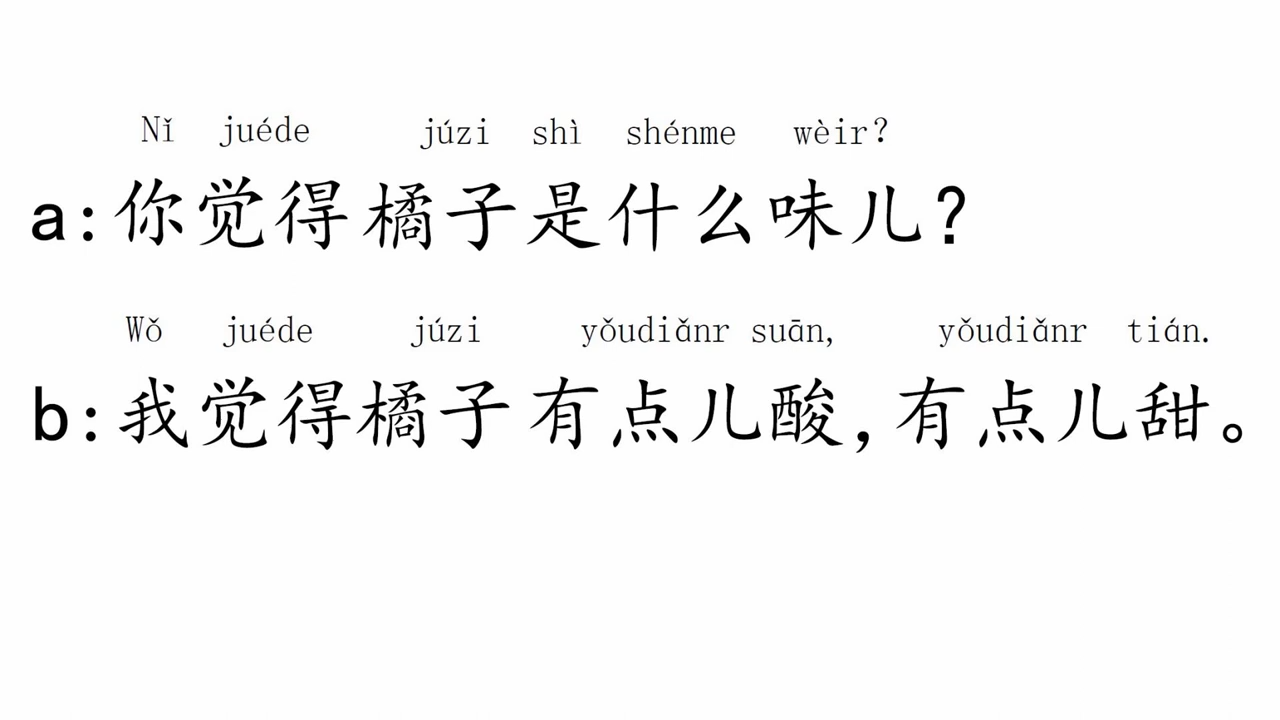 Nǐ juéde júzi shì shénme wèir?
a:你觉得橘子是什么味儿?
Wǒ juéde júzi yǒudiǎnr suān, yǒudiǎnr tián.
b:我觉得橘子有点儿酸,有点儿甜。